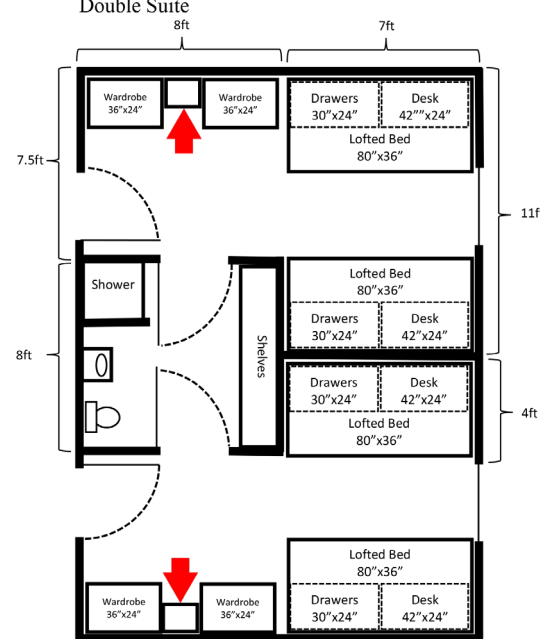 Double Suite
8ft
7ft
Wardrobe
36"x24"
Wardrobe
36"x24"
Drawers
30"x24"
Desk
42""x24"
Lofted Bed
80"x36"
7.5ft
11f
Lofted Bed
80"x36"
Drawers
30"x24"
Desk
42"x24"
Shower
Shelves
8ft
Drawers
30"x24"
Desk
42"x24"
Lofted Bed
80"x36"
4ft
Lofted Bed
80"x36"
Drawers
30"x24"
Desk
42"x24"
Wardrobe
36"x24"
Wardrobe
36"x24"